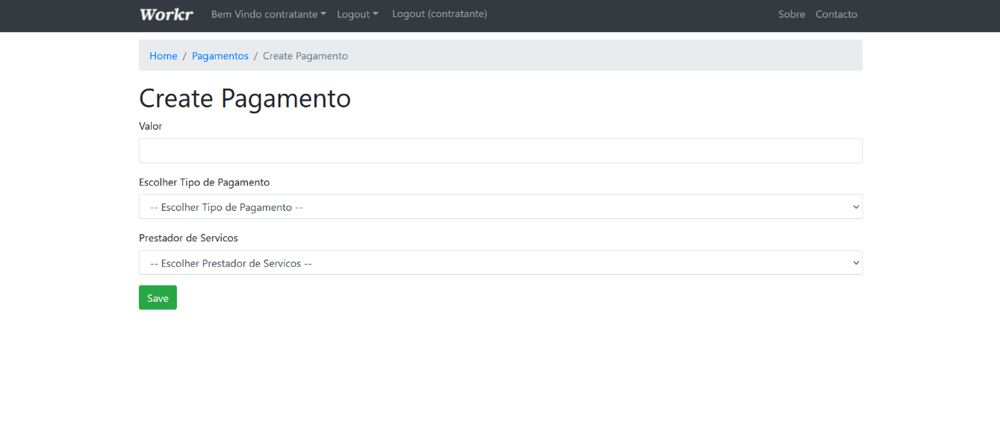 Workr Bem Vindo contratante Logout Logout (contratante) Sobre Contacto
Home / Pagamentos / Create Pagamento
Create Pagamento
Valor
Escolher Tipo de Pagamento
-- Escolher Tipo de Pagamento --
Prestador de Servicos
-- Escolher Prestador de Servicos --
Save